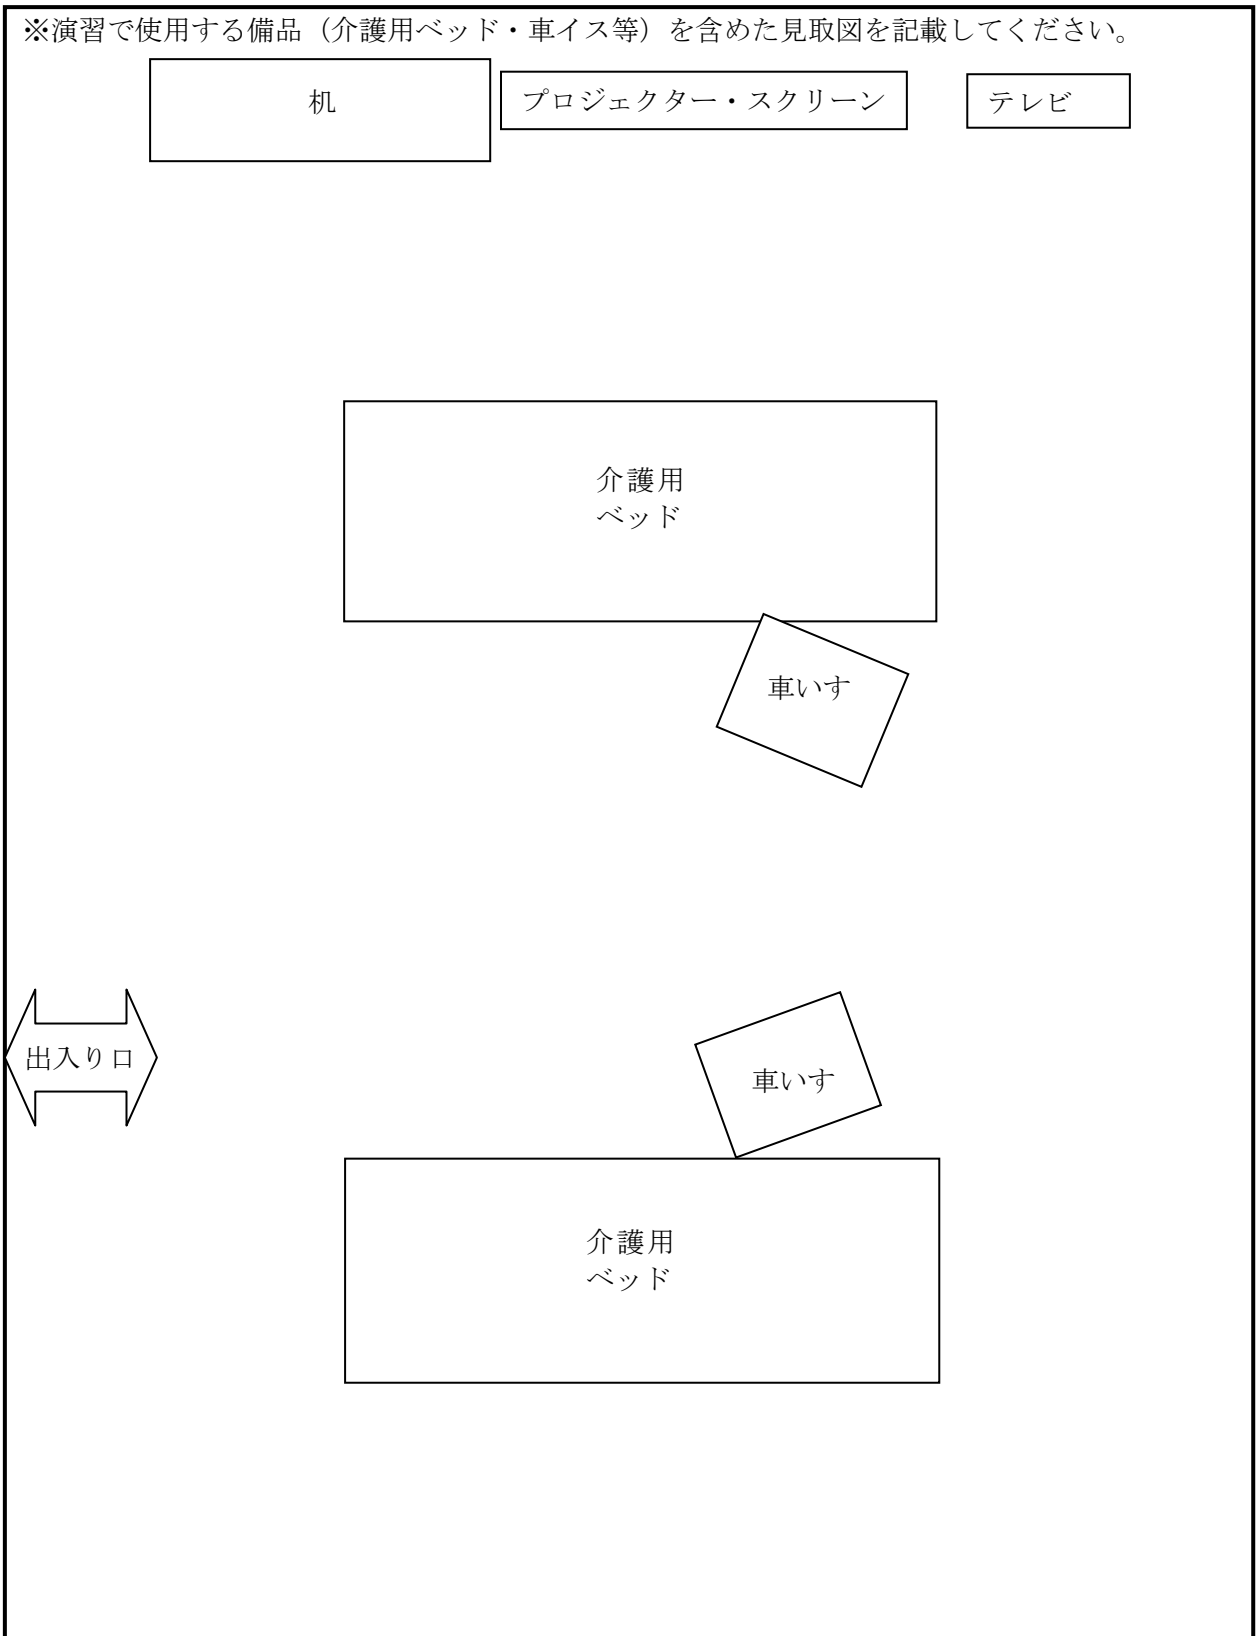 ※演習で使用する備品（介護用ベッド・車イス等）を含めた見取図を記載してください。
机
プロジェクター・スクリーン
テレビ
介護用
ベッド
車いす
出入り口
車いす
介護用
ベッド